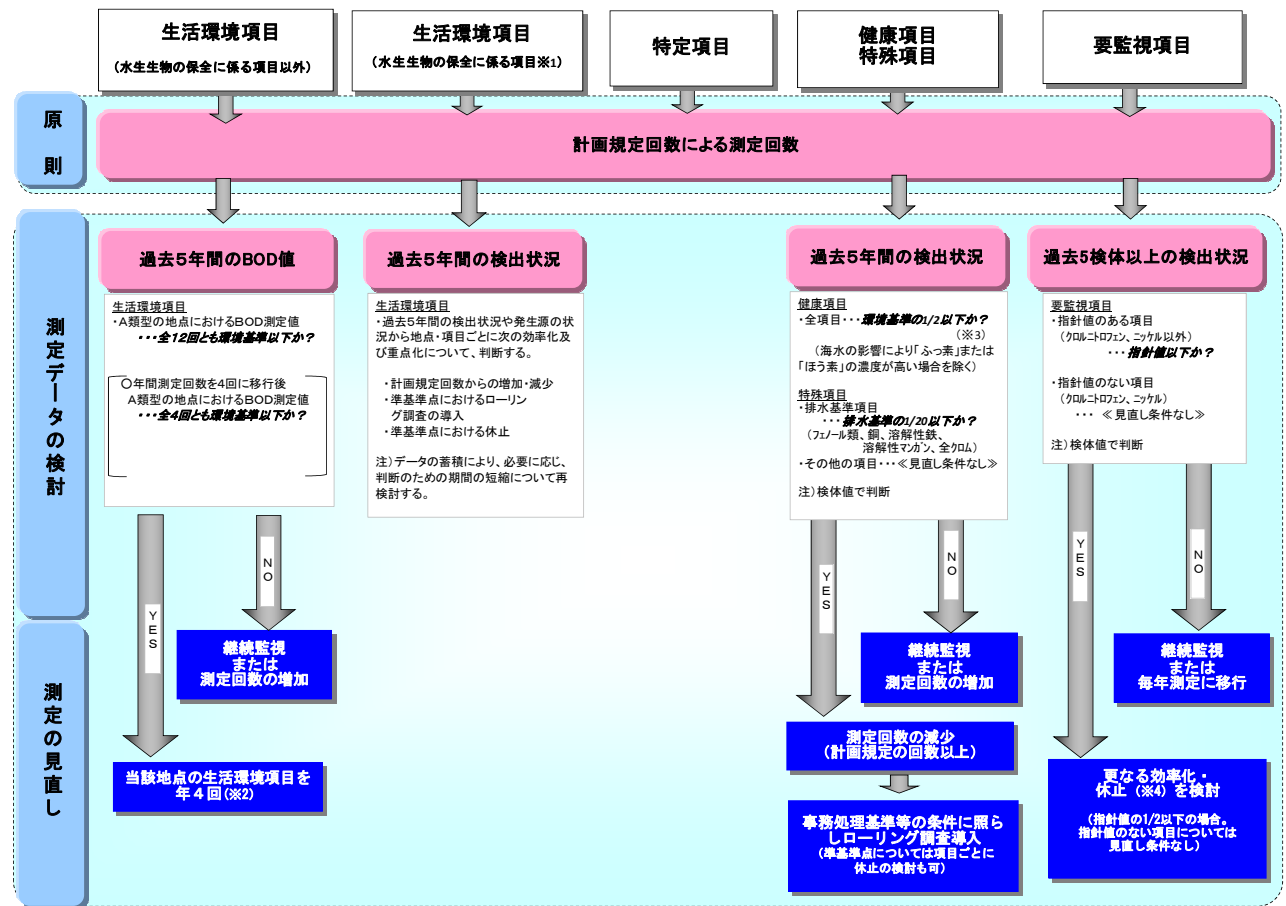 生活環境項目
(水生生物の保全に係る項目以外)
生活環境項目
(水生生物の保全に係る項目※1)
特定項目
健康項目
特殊項目
要監視項目
原則
計画規定回数による測定回数
測定データの検討
過去5年間のBOD値
生活環境項目
・A類型の地点におけるBOD測定値
・・・全12回とも環境基準以下か？
〇年間測定回数を4回に移行後
A類型の地点におけるBOD測定値
・・・全4回とも環境基準以下か？
過去5年間の検出状況
生活環境項目
・過去5年間の検出状況や発生源の状
況から地点・項目ごとに次の効率化
及び重点化について、判断する。
・計画規定回数からの増加・減少
・準基準点におけるローリン
グ調査の導入
・準基準点における休止
注）データの蓄積により、必要に応じ、
判断のための期間の短縮について再
検討する。
過去5年間の検出状況
健康項目
・全項目・・・環境基準の1/2以下か？
（※3）
（海水の影響により「ふっ素」または
「ほう素」の濃度が高い場合を除く）
特殊項目
・排水基準項目
・・・排水基準の1/20以下か？
（フェノール類、銅、溶解性鉄、
溶解性マンガン、全クロム）
・その他の項目・・・≪見直し条件なし≫
注）検体値で判断
過去5検体以上の検出状況
要監視項目
・指針値のある項目
（クロルニトロフェン、ニッケル以外）
・・・指針値以下か？
・指針値のない項目
（クロルニトロフェン、ニッケル）
・・・ ≪見直し条件なし≫
注）検体値で判断
YES
NO
YES
NO
YES
NO
測定の見直し
継続監視
または
測定回数の増加
当該地点の生活環境項目を
年4回(※2)
継続監視
または
測定回数の増加
測定回数の減少
（計画規定の回数以上）
事務処理基準等の条件に照ら
しローリング調査導入
（準基準点については項目ごとに
休止の検討も可）
継続監視
または
毎年測定に移行
更なる効率化・
休止（※4）を検討
（指針値の1/2以下の場合。
指針値のない項目については
見直し条件なし）